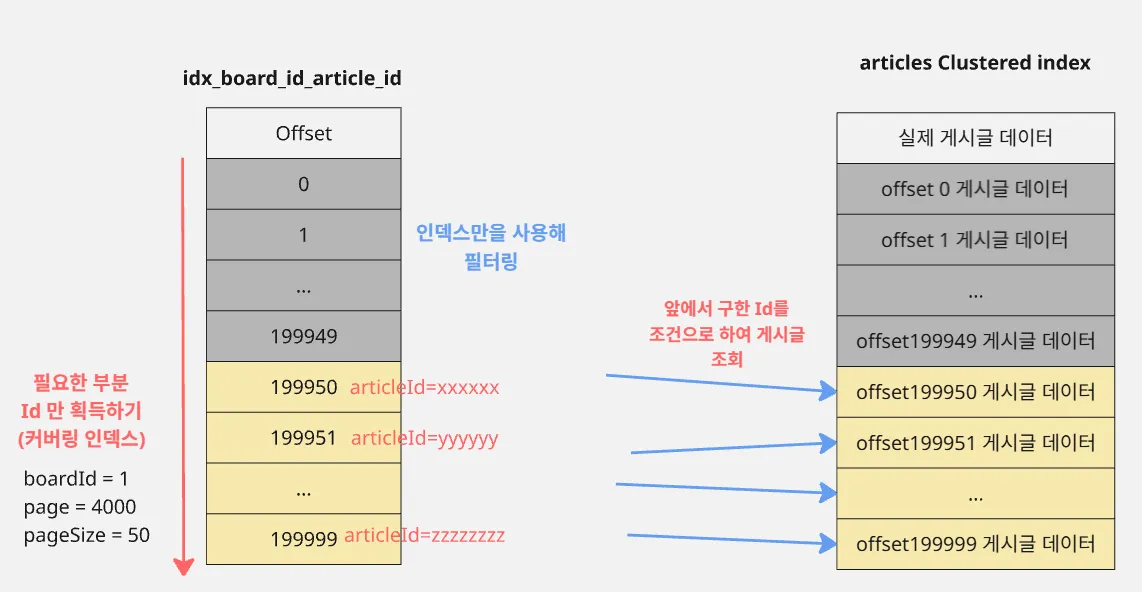 idx_board_id_article_id
Offset
0
1
...
199949
199950 articleId=xxxxxx
199951 articleId=yyyyyy
...
199999 articleId=zzzzzzzz
인덱스만을 사용해
필터링
필요한 부분
Id 만 획득하기
(커버링 인덱스)
boardId = 1
page = 4000
pageSize = 50
앞에서 구한 Id를
조건으로 하여 게시글
조회
articles Clustered index
실제 게시글 데이터
offset 0 게시글 데이터
offset 1 게시글 데이터
...
offset199949 게시글 데이터
offset199950 게시글 데이터
offset199951 게시글 데이터
...
offset199999 게시글 데이터